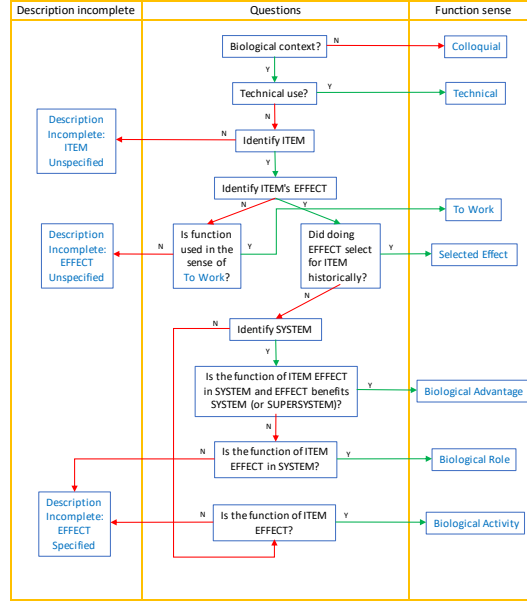 Description incomplete
Questions
Function sense
Biological context?
N
Colloquial
Y
Technical use?
Y
Technical
N
Description
Incomplete:
ITEM
Unspecified
N
Identify ITEM
Y
Identify ITEM's EFFECT
N
Y
Y
To Work
Description
Incomplete:
EFFECT
Unspecified
N
Is function
used in the
sense of
To Work?
Y
Did doing
EFFECT select
for ITEM
historically?
Y
Selected Effect
N
N
Identify SYSTEM
Y
Is the function of ITEM EFFECT
in SYSTEM and EFFECT benefits
SYSTEM (or SUPERSYSTEM)?
Y
Biological Advantage
N
N
Is the function of ITEM
EFFECT in SYSTEM?
Y
Biological Role
Description
Incomplete:
EFFECT
Specified
N
Is the function of ITEM
EFFECT?
Y
Biological Activity